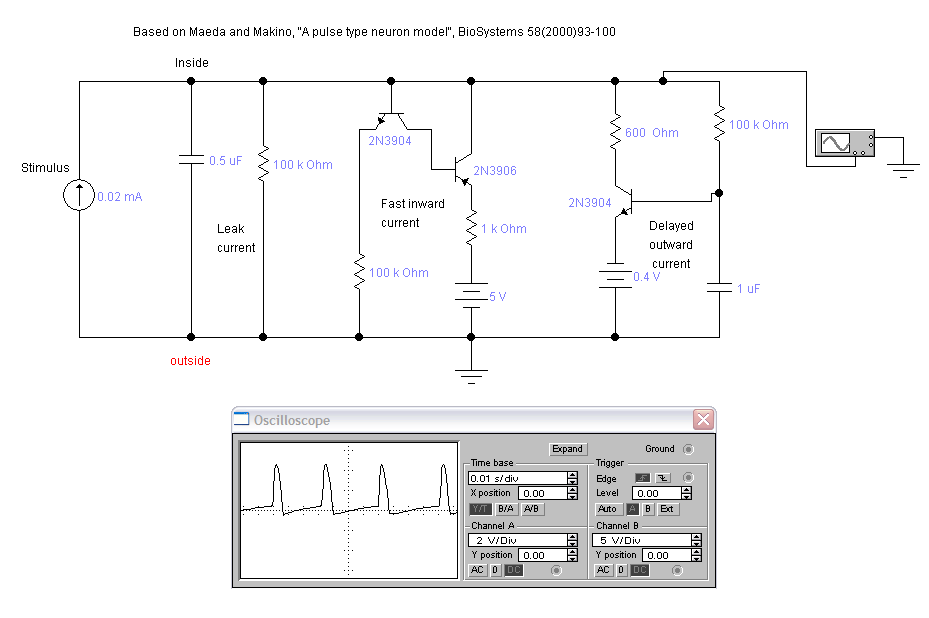 Based on Maeda and Makino, "A pulse type neuron model", BioSystems 58(2000)93-100
Inside
Stimulus
0.02 mA
0.5 uF
100 k Ohm
Leak
current
2N3904
100 k Ohm
Fast inward
current
2N3906
1 k Ohm
5 V
600 Ohm
2N3904
Delayed
outward
current
0.4 V
100 k Ohm
1 uF
outside
Oscilloscope
Expand
Ground
Time base
0.01 s/div
X position 0.00
Y/T B/A A/B
Trigger
Edge
Level 0.00
Auto A B Ext
Channel A
2 V/Div
Y position 0.00
AC 0 DC
Channel B
5 V/Div
Y position 0.00
AC 0 DC